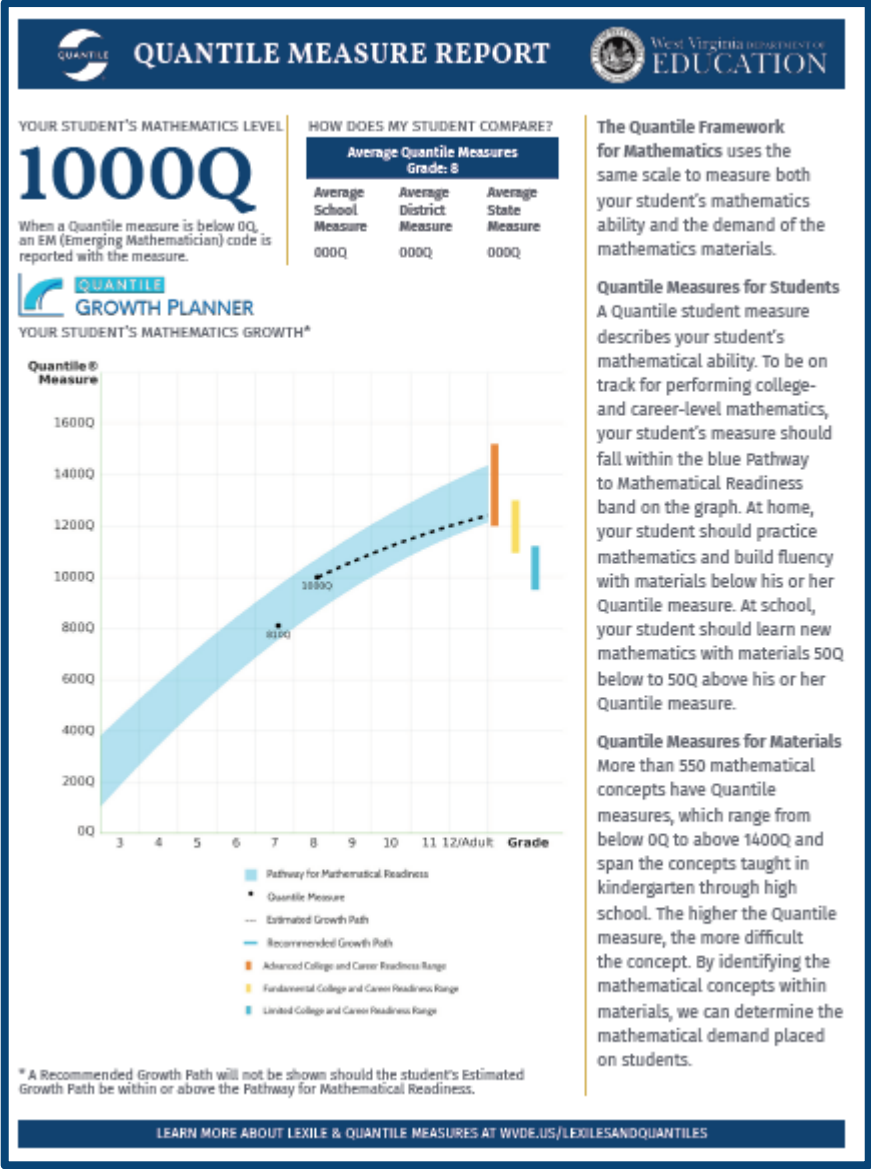 QUANTILE
QUANTILE MEASURE REPORT
West Virginia DEPARTMENT OF
EDUCATION
YOUR STUDENT'S MATHEMATICS LEVEL
1000Q
When a Quantile measure is below 0Q,
an EM (Emerging Mathematician) code is
reported with the measure.
HOW DOES MY STUDENT COMPARE?
Average Quantile Measures
Grade: 8
Average School Measure
000Q
Average District Measure
000Q
Average State Measure
000Q
QUANTILE
GROWTH PLANNER
YOUR STUDENT'S MATHEMATICS GROWTH*
Quantile®
Measure
1600Q
1400Q
1200Q
1000Q
800Q
600Q
400Q
200Q
0Q
1000Q
810Q
3 4 5 6 7 8 9 10 11 12/Adult Grade
Pathway for Mathematical Readiness
Quantile Measure
Estimated Growth Path
Recommended Growth Path
Advanced College and Career Readiness Range
Fundamental College and Career Readiness Range
Limited College and Career Readiness Range
* A Recommended Growth Path will not be shown should the student's Estimated
Growth Path be within or above the Pathway for Mathematical Readiness.
The Quantile Framework
for Mathematics uses the
same scale to measure both
your student's mathematics
ability and the demand of the
mathematics materials.
Quantile Measures for Students
A Quantile student measure
describes your student's
mathematical ability. To be on
track for performing college-
and career-level mathematics,
your student's measure should
fall within the blue Pathway
to Mathematical Readiness
band on the graph. At home,
your student should practice
mathematics and build fluency
with materials below his or her
Quantile measure. At school,
your student should learn new
mathematics with materials 50Q
below to 50Q above his or her
Quantile measure.
Quantile Measures for Materials
More than 550 mathematical
concepts have Quantile
measures, which range from
below 0Q to above 1400Q and
span the concepts taught in
kindergarten through high
school. The higher the Quantile
measure, the more difficult
the concept. By identifying the
mathematical concepts within
materials, we can determine the
mathematical demand placed
on students.
LEARN MORE ABOUT LEXILE & QUANTILE MEASURES AT WVDE.US/LEXILESANDQUANTILES